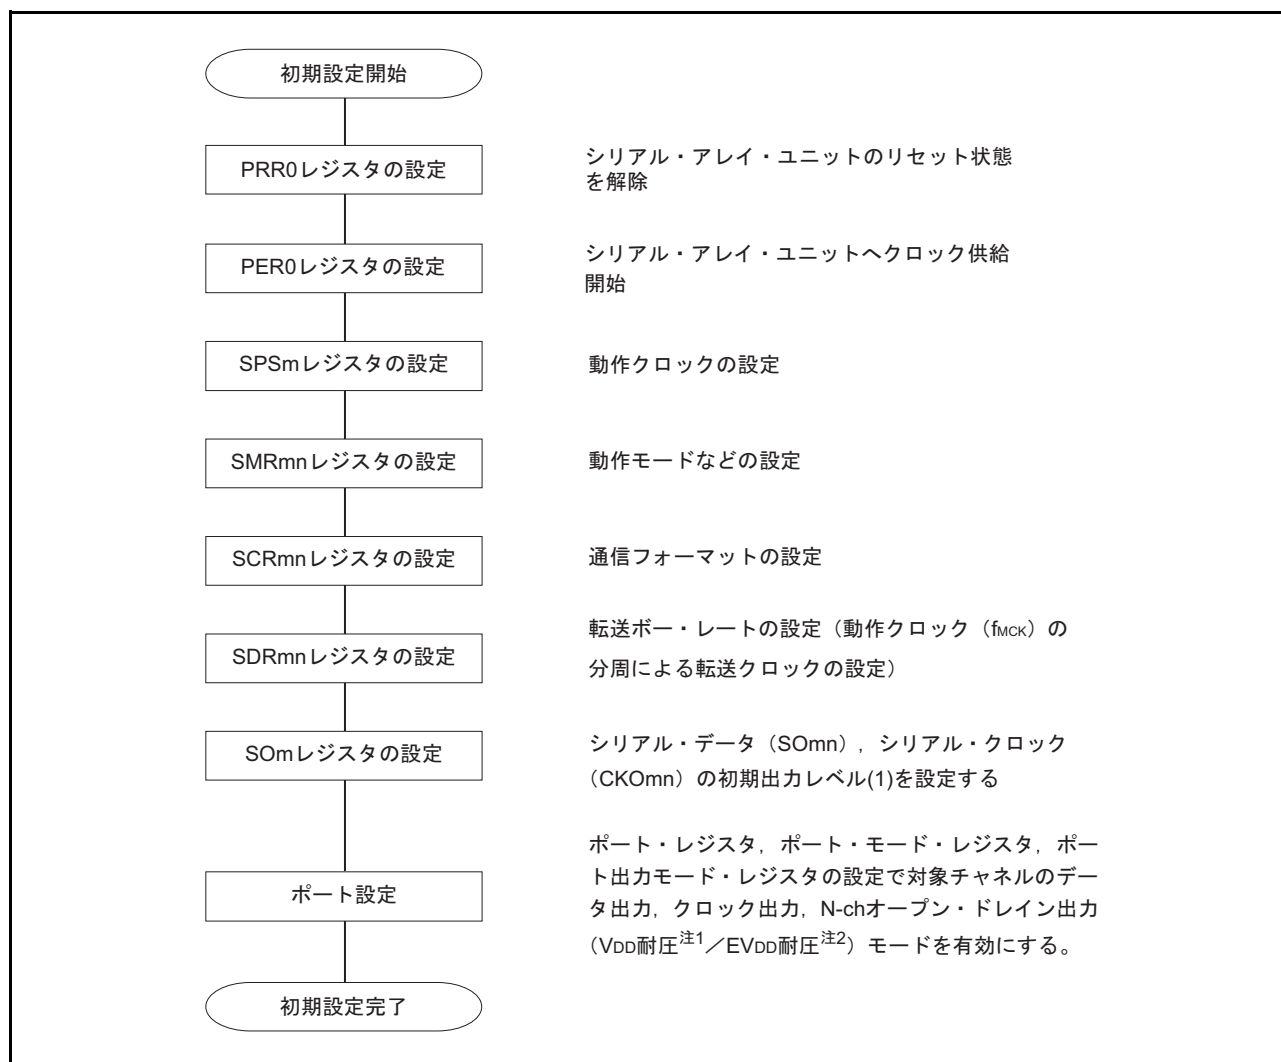 初期設定開始
PRR0レジスタの設定
シリアル・アレイ・ユニットのリセット状態
を解除
PER0レジスタの設定
シリアル・アレイ・ユニットへクロック供給
開始
SPSmレジスタの設定
動作クロックの設定
SMRmnレジスタの設定
動作モードなどの設定
SCRmnレジスタの設定
通信フォーマットの設定
SDRmnレジスタの設定
転送ボー・レートの設定（動作クロック（fMCK）の
分周による転送クロックの設定）
SOmレジスタの設定
シリアル・データ（SOmn），シリアル・クロック
（CKOmn）の初期出力レベル(1)を設定する
ポート設定
ポート・レジスタ，ポート・モード・レジスタ，ポー
ト出力モード・レジスタの設定で対象チャネルのデー
タ出力，クロック出力，N-chオープン・ドレイン出力
（VDD耐圧注1／EVDD耐圧注2）モードを有効にする。
初期設定完了